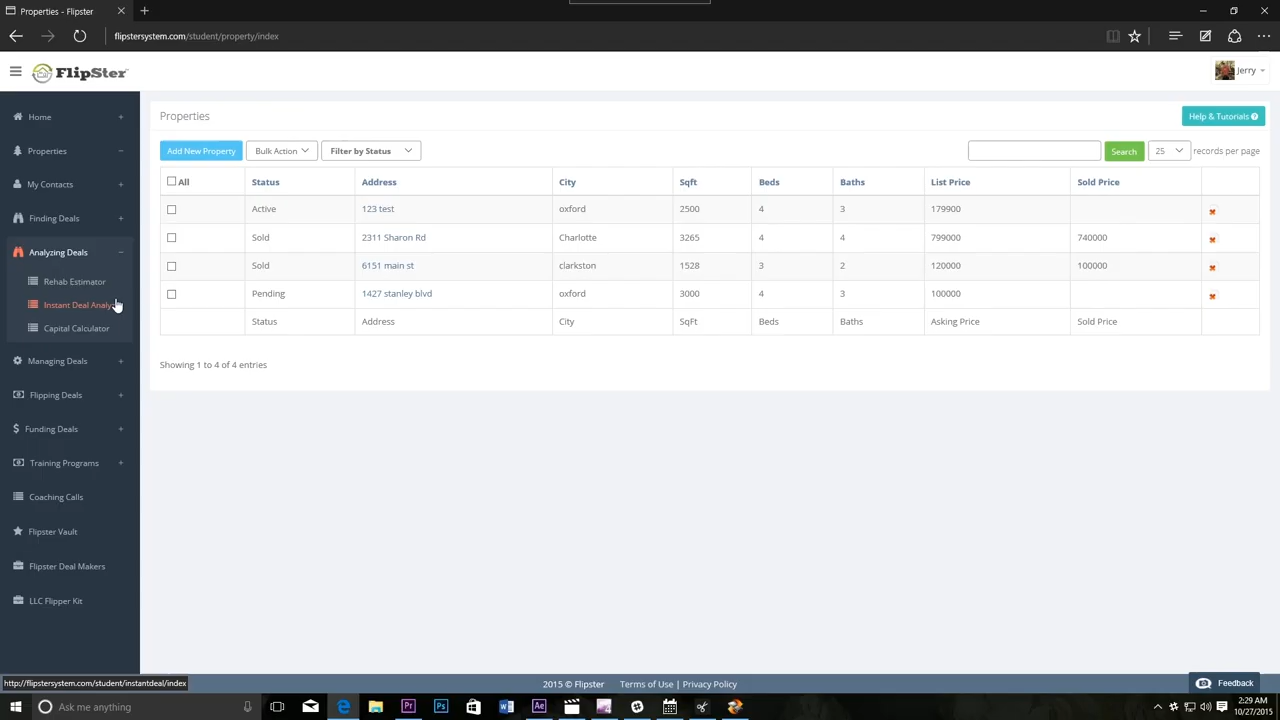 Properties - Flipster
flipstersystem.com/student/property/index
FlipSter
Jerry
Home
Properties
My Contacts
Finding Deals
Analyzing Deals
Rehab Estimator
Instant Deal
Capital Calculator
Managing Deals
Flipping Deals
Funding Deals
Training Programs
Coaching Calls
Flipster Vault
Flipster Deal Makers
LLC Flipper Kit
Properties
Help & Tutorials
Add New Property Bulk Action Filter by Status Search 25 records per page
All Status Address City Sqft Beds Baths List Price Sold Price
Active 123 test oxford 2500 4 3 179900
Sold 2311 Sharon Rd Charlotte 3265 4 4 799000 740000
Sold 6151 main st clarkston 1528 3 2 120000 100000
Pending 1427 stanley blvd oxford 3000 4 3 100000
Status Address City SqFt Beds Baths Asking Price Sold Price
Showing 1 to 4 of 4 entries
http://flipstersystem.com/student/instantdeal/index
2015 © Flipster Terms of Use | Privacy Policy
Feedback
Ask me anything
Pr Ps W Ae
2:29 AM
10/27/2015